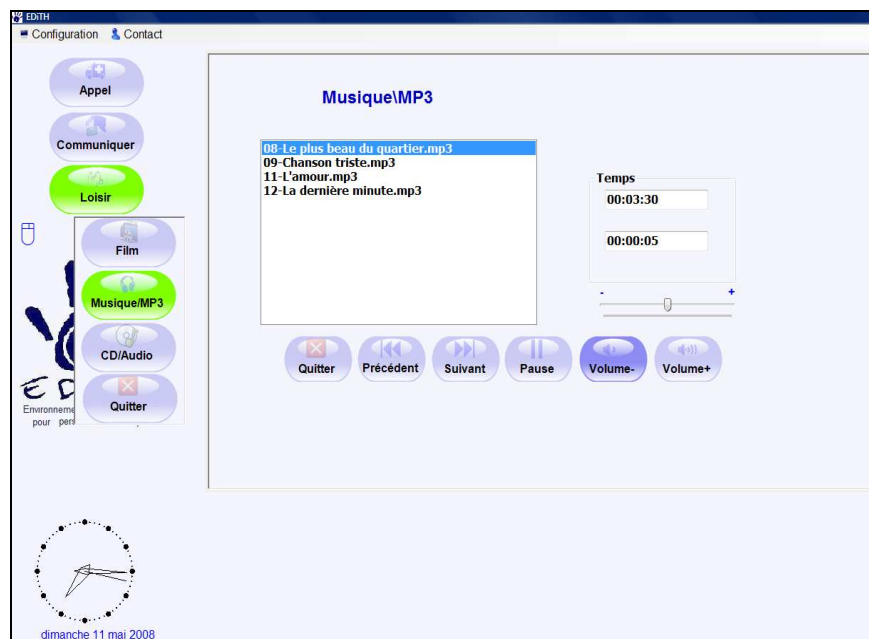 EDiTH
Configuration Contact
Appel
Communiquer
Loisir
Film
Musique/MP3
CD/Audio
Quitter
E D
Environneme
pour pers
dimanche 11 mai 2008
Musique\MP3
08-Le plus beau du quartier.mp3
09-Chanson triste.mp3
11-L'amour.mp3
12-La dernière minute.mp3
Temps
00:03:30
00:00:05
- +
Quitter Précédent Suivant Pause Volume- Volume+